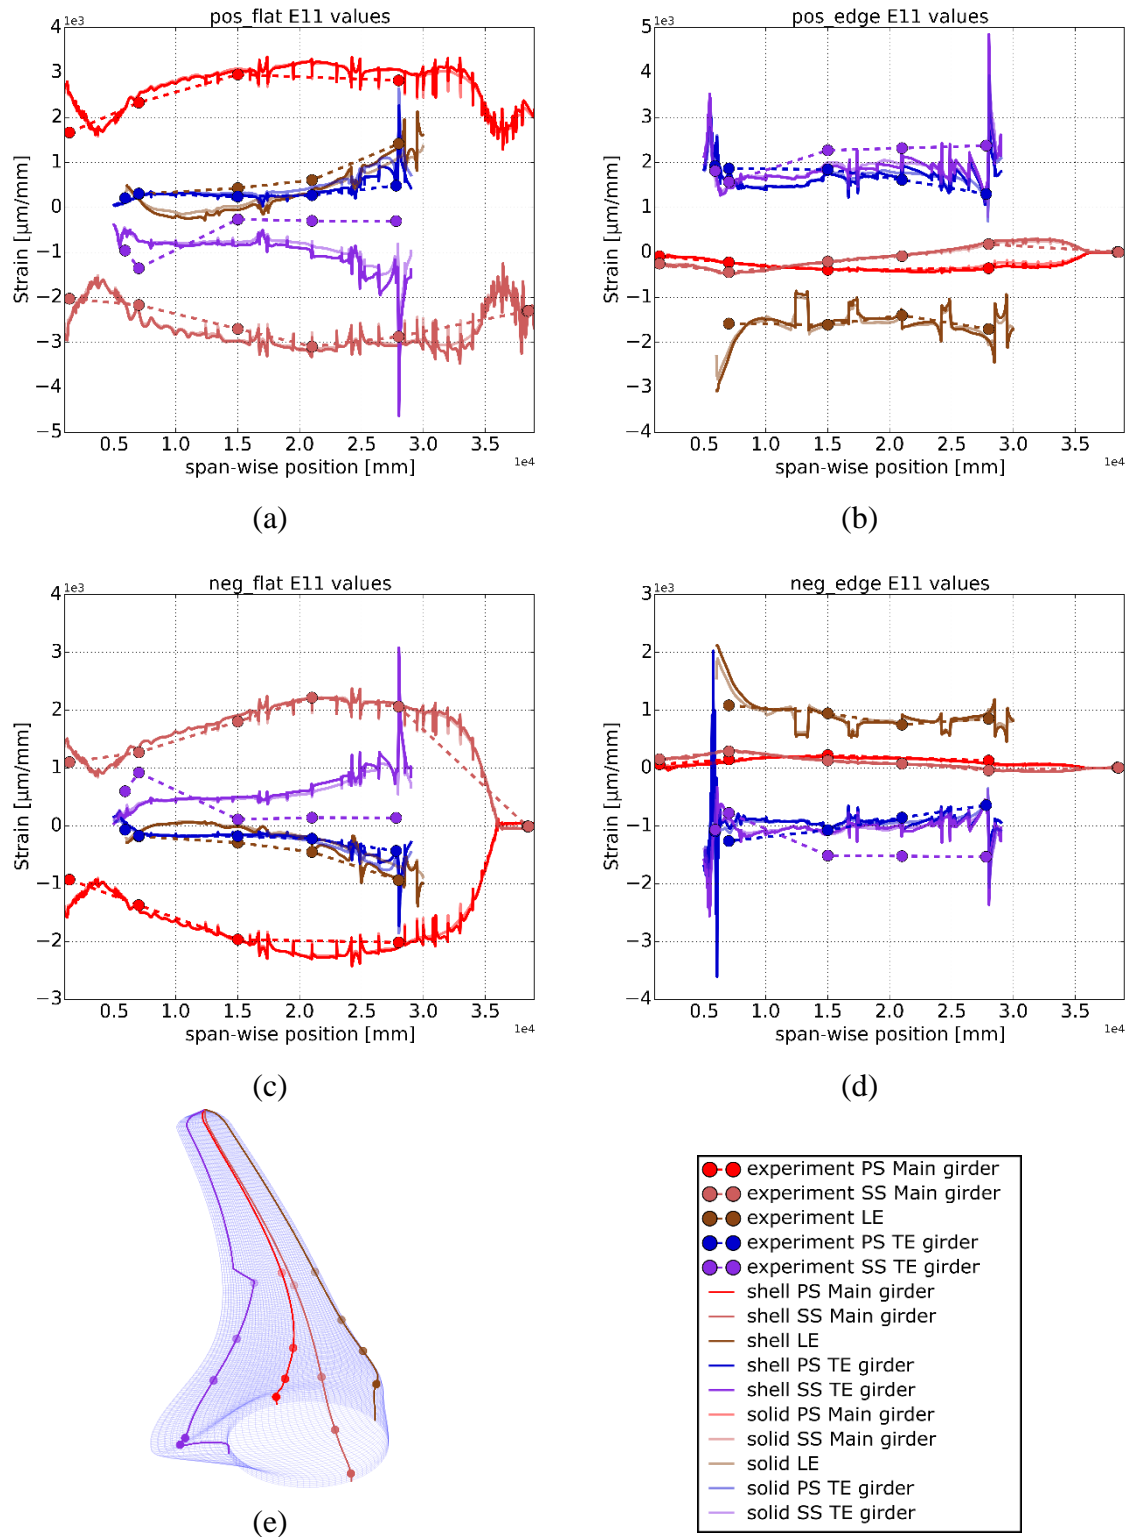 pos_flat E11 values
1e3
4
3
2
1
0
−1
−2
−3
−4
−5
Strain [µm/mm]
0.5 1.0 1.5 2.0 2.5 3.0 3.5
1e4
span-wise position [mm]
(a)
pos_edge E11 values
1e3
5
4
3
2
1
0
−1
−2
−3
−4
Strain [µm/mm]
0.5 1.0 1.5 2.0 2.5 3.0 3.5
1e4
span-wise position [mm]
(b)
neg_flat E11 values
1e3
4
3
2
1
0
−1
−2
−3
Strain [µm/mm]
0.5 1.0 1.5 2.0 2.5 3.0 3.5
1e4
span-wise position [mm]
(c)
neg_edge E11 values
1e3
3
2
1
0
−1
−2
−3
−4
Strain [µm/mm]
0.5 1.0 1.5 2.0 2.5 3.0 3.5
1e4
span-wise position [mm]
(d)
(e)
experiment PS Main girder
experiment SS Main girder
experiment LE
experiment PS TE girder
experiment SS TE girder
shell PS Main girder
shell SS Main girder
shell LE
shell PS TE girder
shell SS TE girder
solid PS Main girder
solid SS Main girder
solid LE
solid PS TE girder
solid SS TE girder